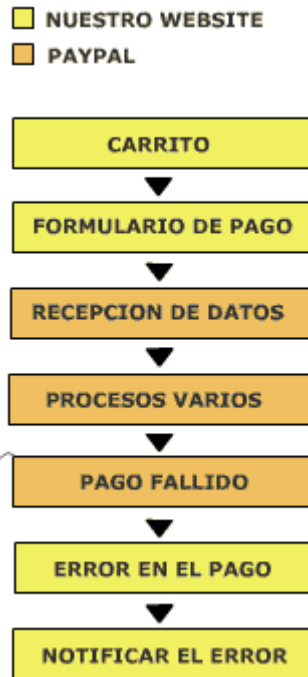 NUESTRO WEBSITE
PAYPAL
CARRITO
FORMULARIO DE PAGO
RECEPCION DE DATOS
PROCESOS VARIOS
PAGO FALLIDO
ERROR EN EL PAGO
NOTIFICAR EL ERROR